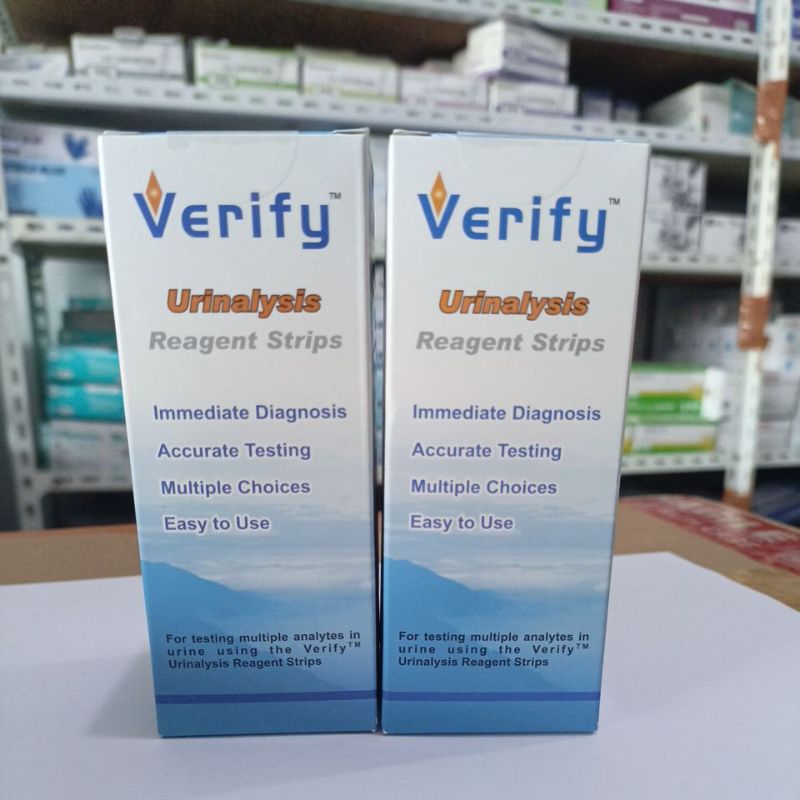 Verify™
Urinalysis
Reagent Strips
Immediate Diagnosis
Accurate Testing
Multiple Choices
Easy to Use
For testing multiple analytes in
urine using the Verify™
Urinalysis Reagent Strips
Verify™
Urinalysis
Reagent Strips
Immediate Diagnosis
Accurate Testing
Multiple Choices
Easy to Use
For testing multiple analytes in
urine using the Verify™
Urinalysis Reagent Strips